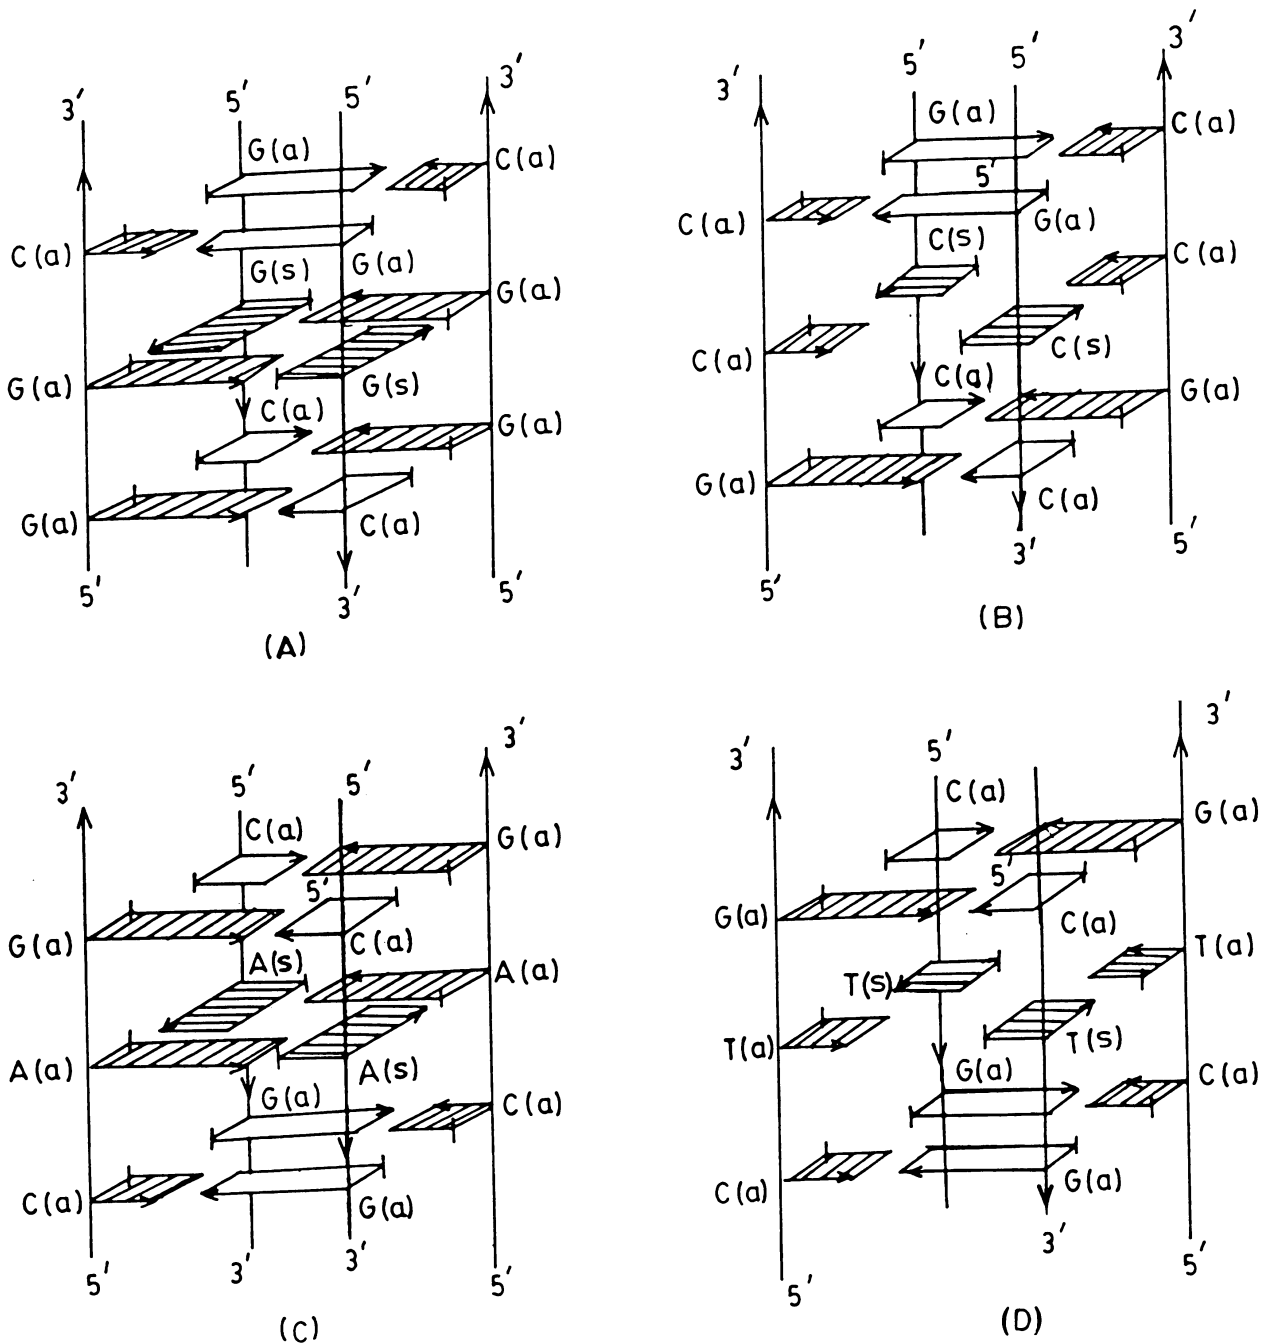 3' 5' 5' 3'
G(a) C(a)
C(a) G(s) G(a)
G(a)
G(a) G(s)
C(a) G(a)
G(a) C(a)
5' 3' 5'
(A)
3' 5' 5' 3'
G(a) C(a)
5'
C(a) G(a)
C(s) C(a)
C(a) C(s)
C(a) G(a)
G(a) C(a)
5' 3' 5'
(B)
3' 5' 5' 3'
C(a) G(a)
5'
G(a) C(a)
A(s) A(a)
A(a) A(s)
G(a) C(a)
C(a) G(a)
5' 3' 3' 5'
(C)
3' 5' 3'
C(a) G(a)
5'
G(a) C(a)
T(s) T(a)
T(a) T(s)
G(a) C(a)
C(a) G(a)
5' 3' 5'
(D)